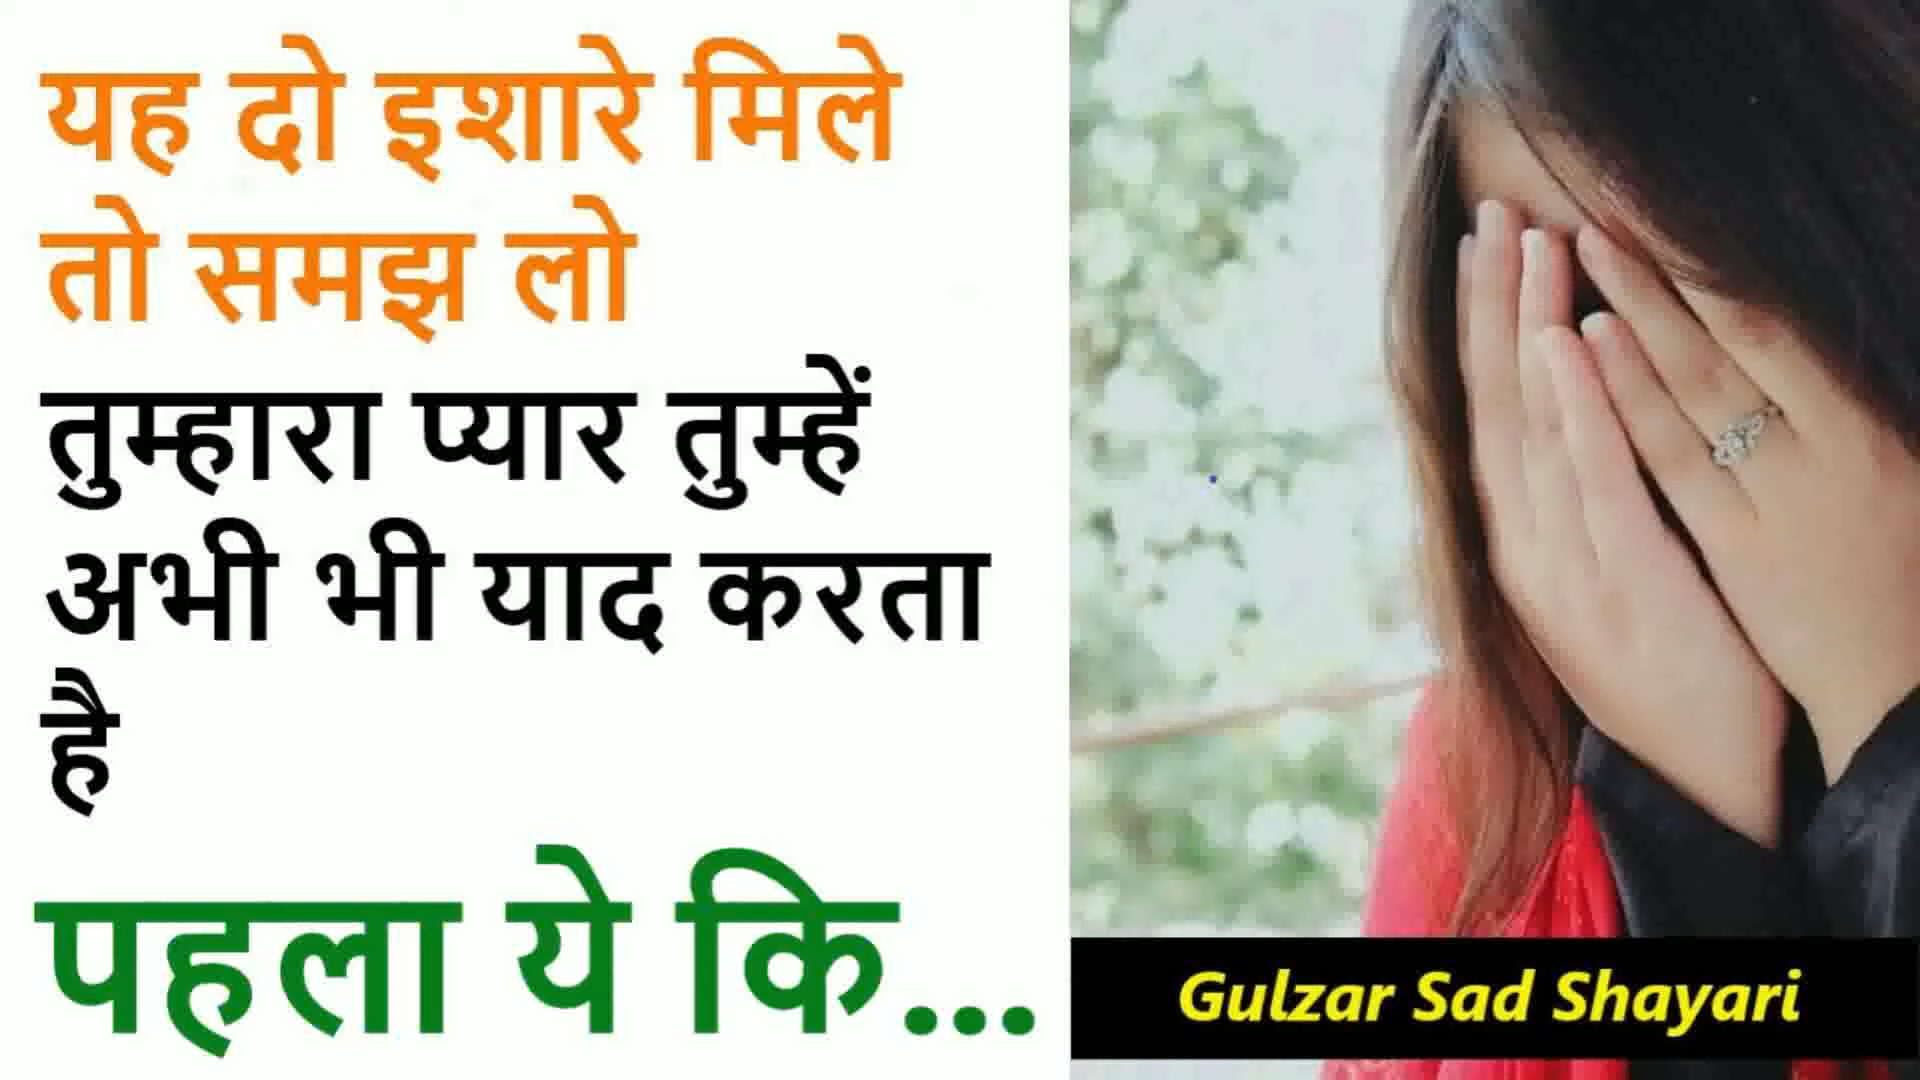 यह दो इशारे मिले
तो समझ लो
तुम्हारा प्यार तुम्हें
अभी भी याद करता
है
पहला ये कि...
Gulzar Sad Shayari